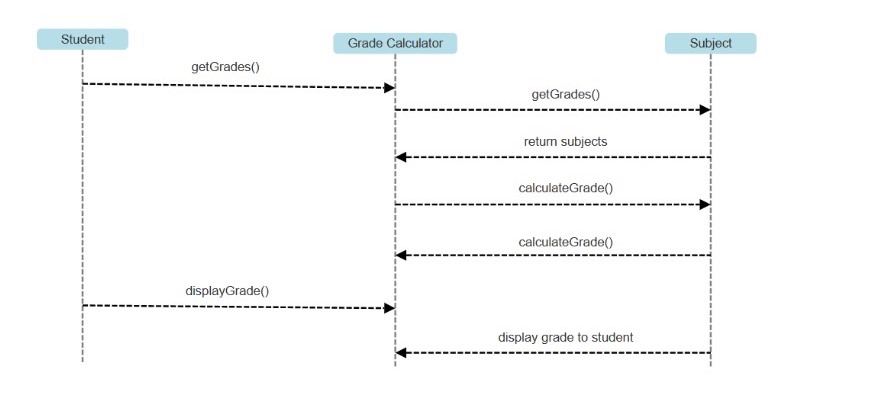 Student
Grade Calculator
Subject
getGrades()
getGrades()
return subjects
calculateGrade()
calculateGrade()
displayGrade()
display grade to student